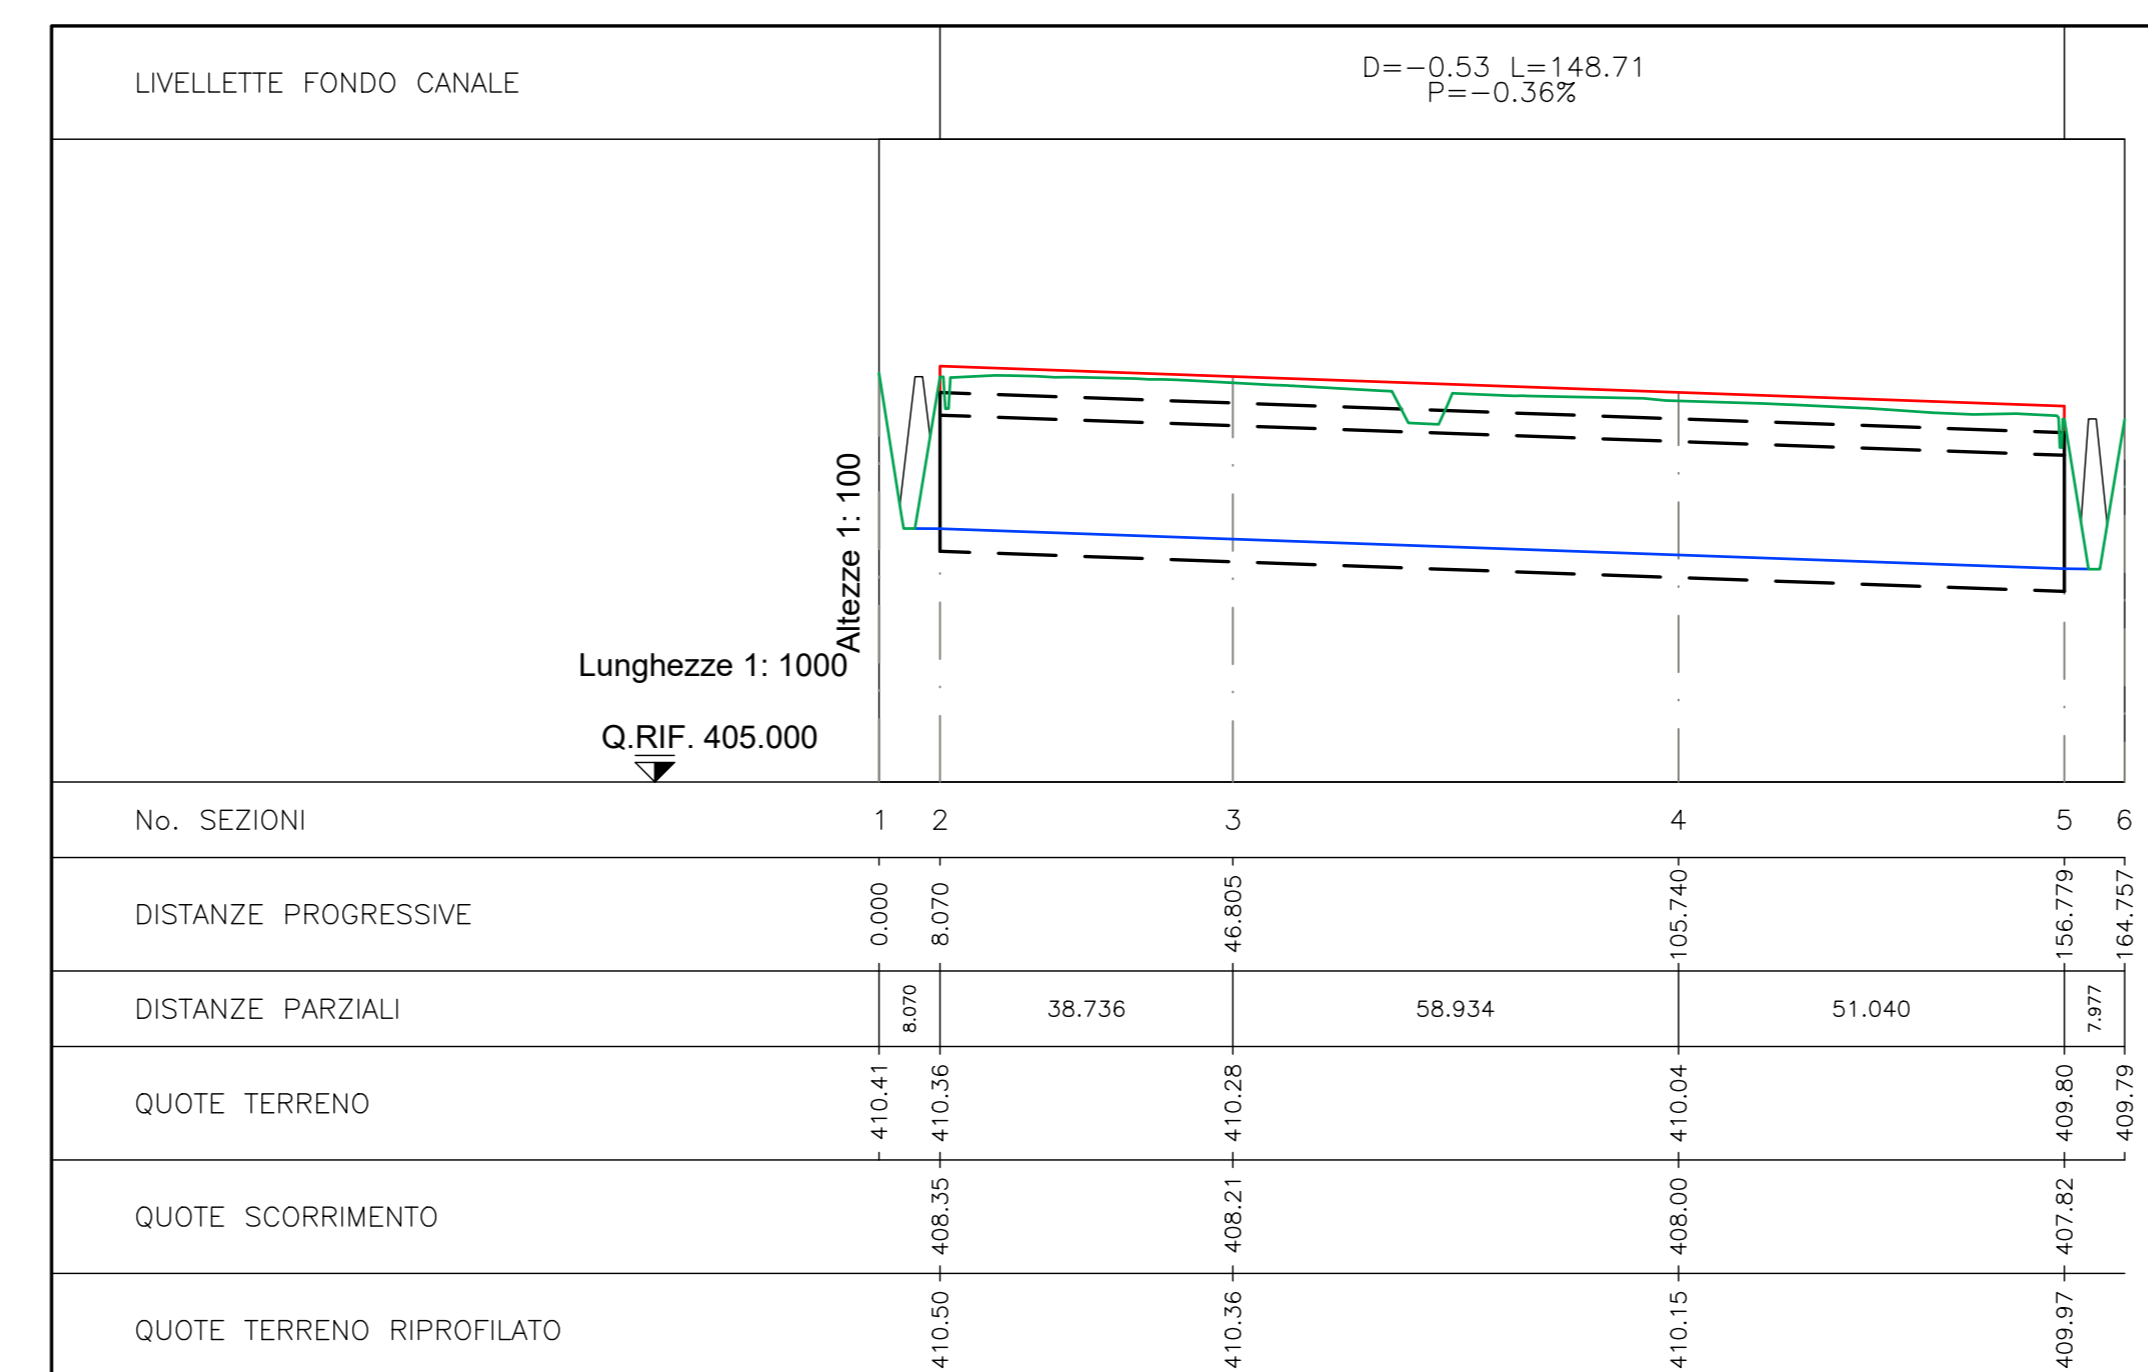 LIVELLETTE FONDO CANALE
D=-0.53 L=148.71
P=-0.36%
Altezze 1: 100
Lunghezze 1: 1000
Q.RIF. 405.000
No. SEZIONI 1 2 3 4 5 6
DISTANZE PROGRESSIVE 0.000 8.070 46.805 105.740 156.779 164.757
DISTANZE PARZIALI 8.070 38.736 58.934 51.040 7.977
QUOTE TERRENO 410.41 410.36 410.28 410.04 409.80 409.79
QUOTE SCORRIMENTO 408.35 408.21 408.00 407.82
QUOTE TERRENO RIPROFILATO 410.50 410.36 410.15 409.97